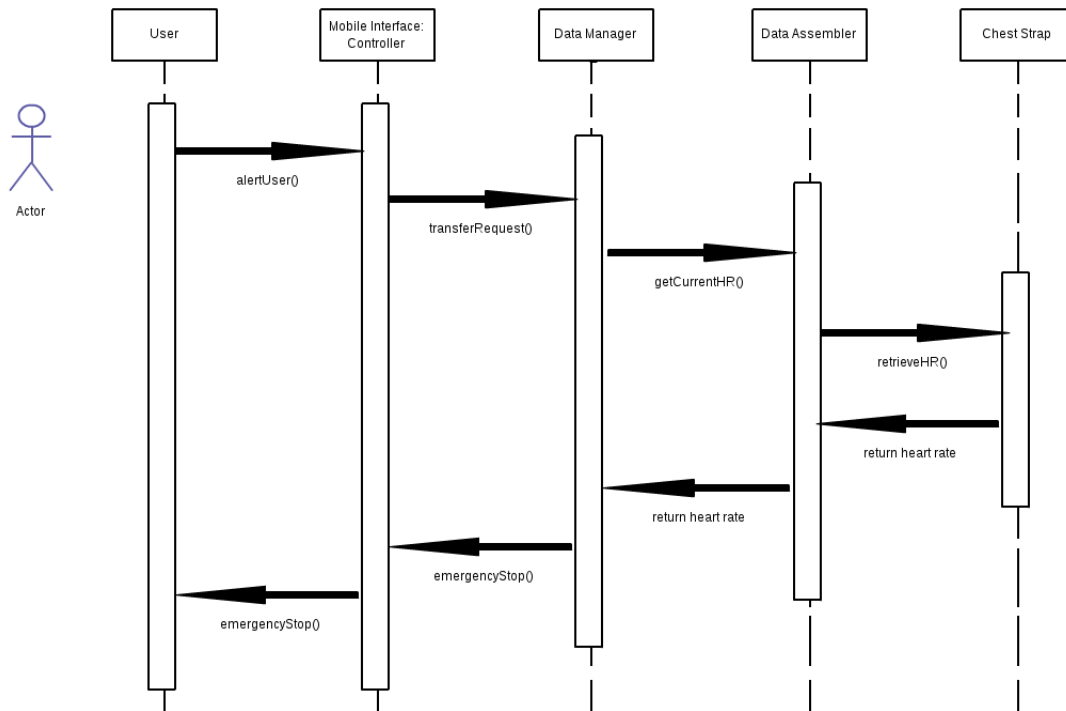 User
Mobile Interface:
Controller
Data Manager
Data Assembler
Chest Strap
Actor
alertUser()
transferRequest()
getCurrentHR()
retrieveHR()
return heart rate
return heart rate
emergencyStop()
emergencyStop()